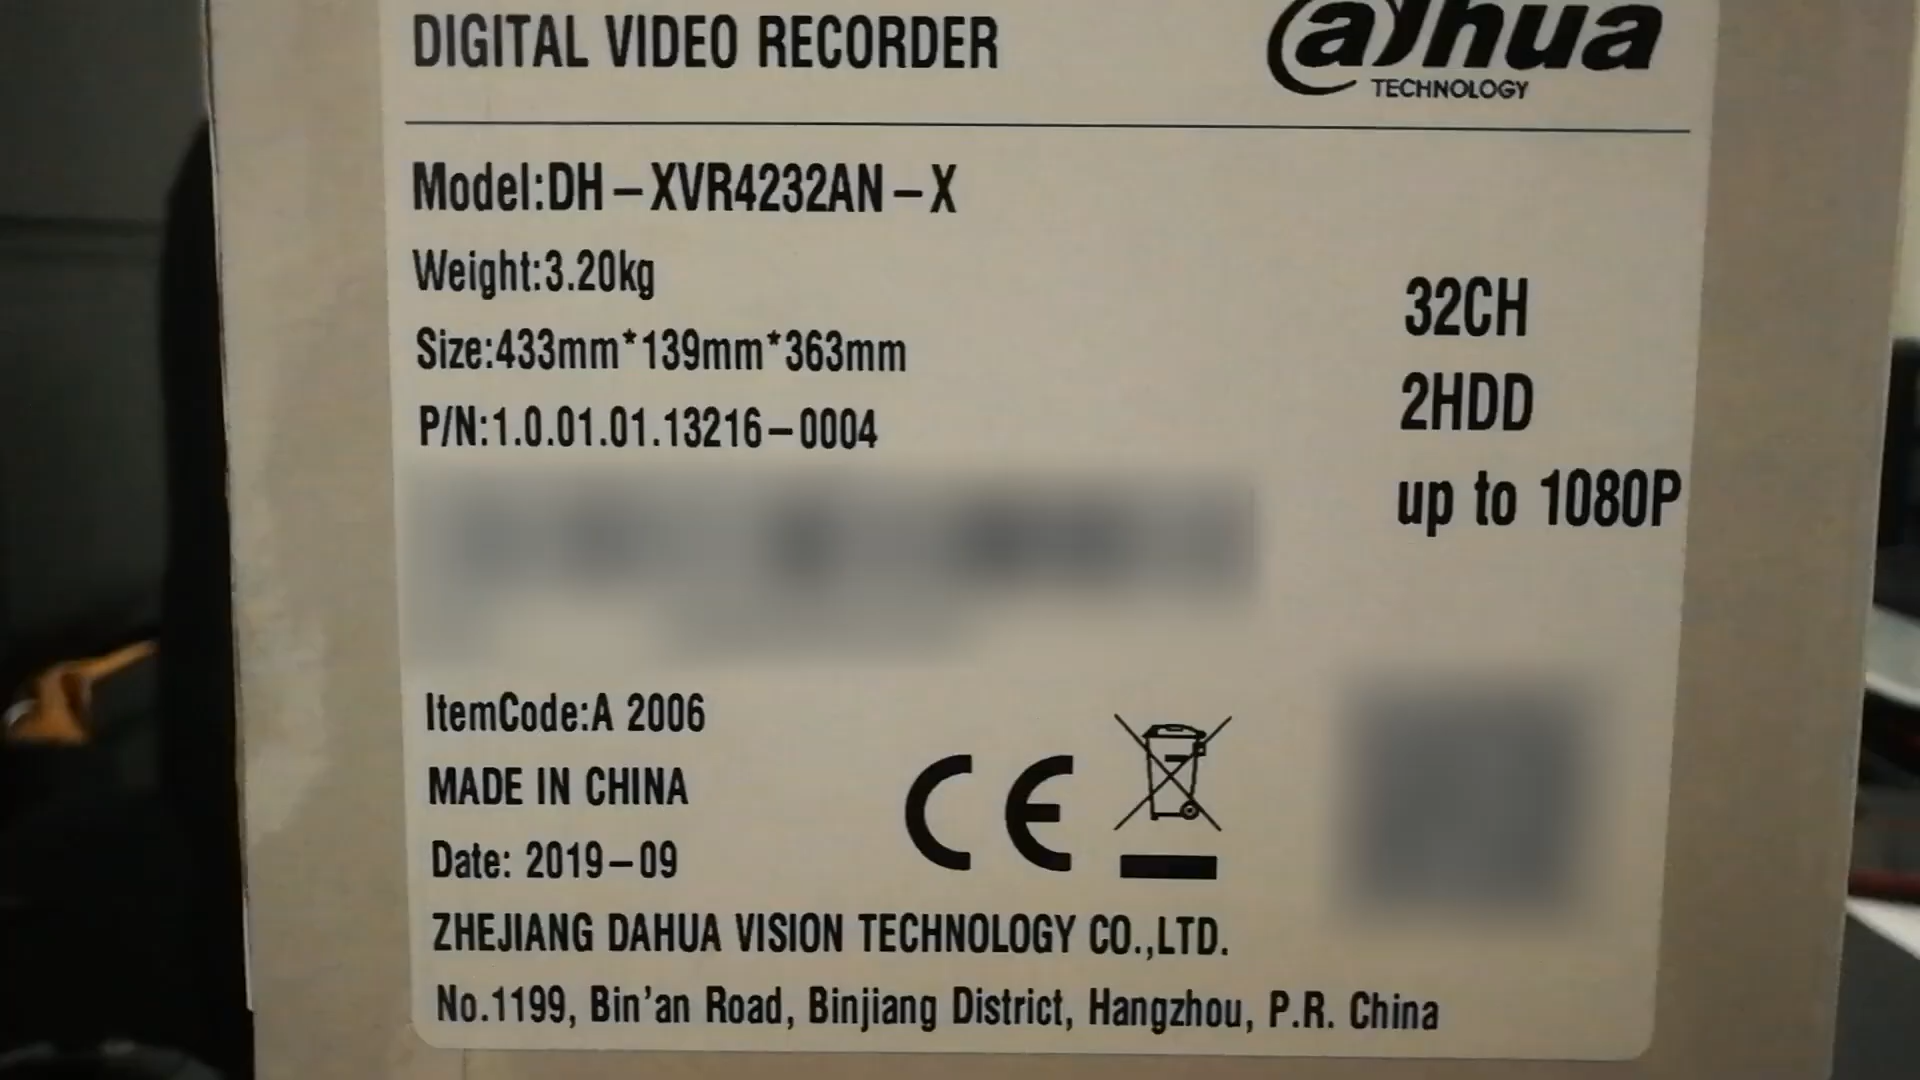 DIGITAL VIDEO RECORDER
alhua
TECHNOLOGY
Model:DH–XVR4232AN–X
Weight:3.20kg
Size:433mm*139mm*363mm
P/N:1.0.01.01.13216–0004
32CH
2HDD
up to 1080P
ItemCode:A 2006
MADE IN CHINA
Date: 2019–09
CE
ZHEJIANG DAHUA VISION TECHNOLOGY CO.,LTD.
No.1199, Bin'an Road, Binjiang District, Hangzhou, P.R. China